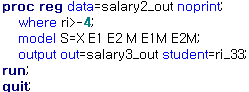 proc reg data=salary2_out noprint;
where ri>-4;
model S=X E1 E2 M E1M E2M;
output out=salary3_out student=ri_33;
run;
quit;